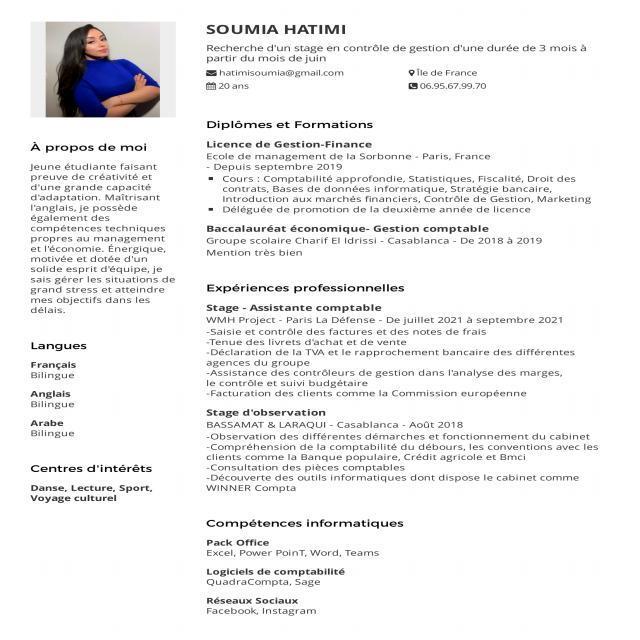 SOUMIA HATIMI
Recherche d'un stage en contrôle de gestion d'une durée de 3 mois à
partir du mois de juin
hatimisoumia@gmail.com
Île de France
20 ans
06.95.67.99.70
À propos de moi
Jeune étudiante faisant
preuve de créativité et
d'une grande capacité
d'adaptation. Maîtrisant
l'anglais, je possède
également des
compétences techniques
propres au management
et l'économie. Énergique,
motivée et dotée d'un
solide esprit d'équipe, je
sais gérer les situations de
grand stress et atteindre
mes objectifs dans les
délais.
Langues
Français
Bilingue
Anglais
Bilingue
Arabe
Bilingue
Centres d'intérêts
Danse, Lecture, Sport,
Voyage culturel
Diplômes et Formations
Licence de Gestion-Finance
Ecole de management de la Sorbonne - Paris, France
- Depuis septembre 2019
▪ Cours : Comptabilité approfondie, Statistiques, Fiscalité, Droit des
contrats, Bases de données informatique, Stratégie bancaire,
Introduction aux marchés financiers, Contrôle de Gestion, Marketing
▪ Déléguée de promotion de la deuxième année de licence
Baccalauréat économique- Gestion comptable
Groupe scolaire Charif El Idrissi - Casablanca - De 2018 à 2019
Mention très bien
Expériences professionnelles
Stage - Assistante comptable
WMH Project - Paris La Défense - De juillet 2021 à septembre 2021
-Saisie et contrôle des factures et des notes de frais
-Tenue des livrets d'achat et de vente
-Déclaration de la TVA et le rapprochement bancaire des différentes
agences du groupe
-Assistance des contrôleurs de gestion dans l'analyse des marges,
le contrôle et suivi budgétaire
-Facturation des clients comme la Commission européenne
Stage d'observation
BASSAMAT & LARAQUI - Casablanca - Août 2018
-Observation des différentes démarches et fonctionnement du cabinet
-Compréhension de la comptabilité du débours, les conventions avec les
clients comme la Banque populaire, Crédit agricole et Bmci
-Consultation des pièces comptables
-Découverte des outils informatiques dont dispose le cabinet comme
WINNER Compta
Compétences informatiques
Pack Office
Excel, Power PoinT, Word, Teams
Logiciels de comptabilité
QuadraCompta, Sage
Réseaux Sociaux
Facebook, Instagram